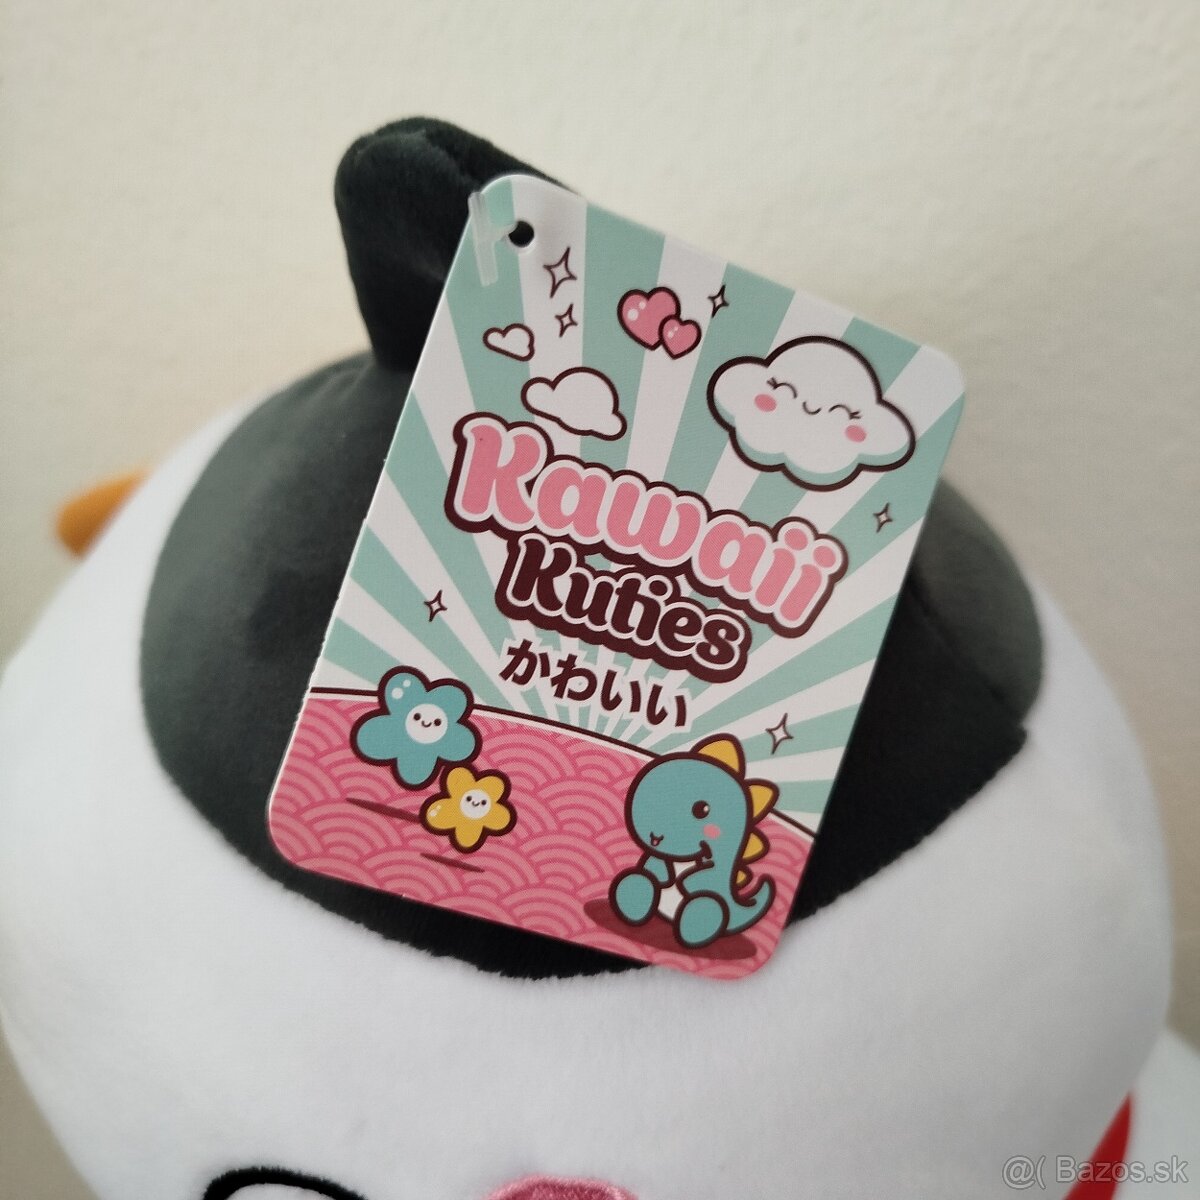 Kawaii
Kuties
かわいい
@( Bazos.sk